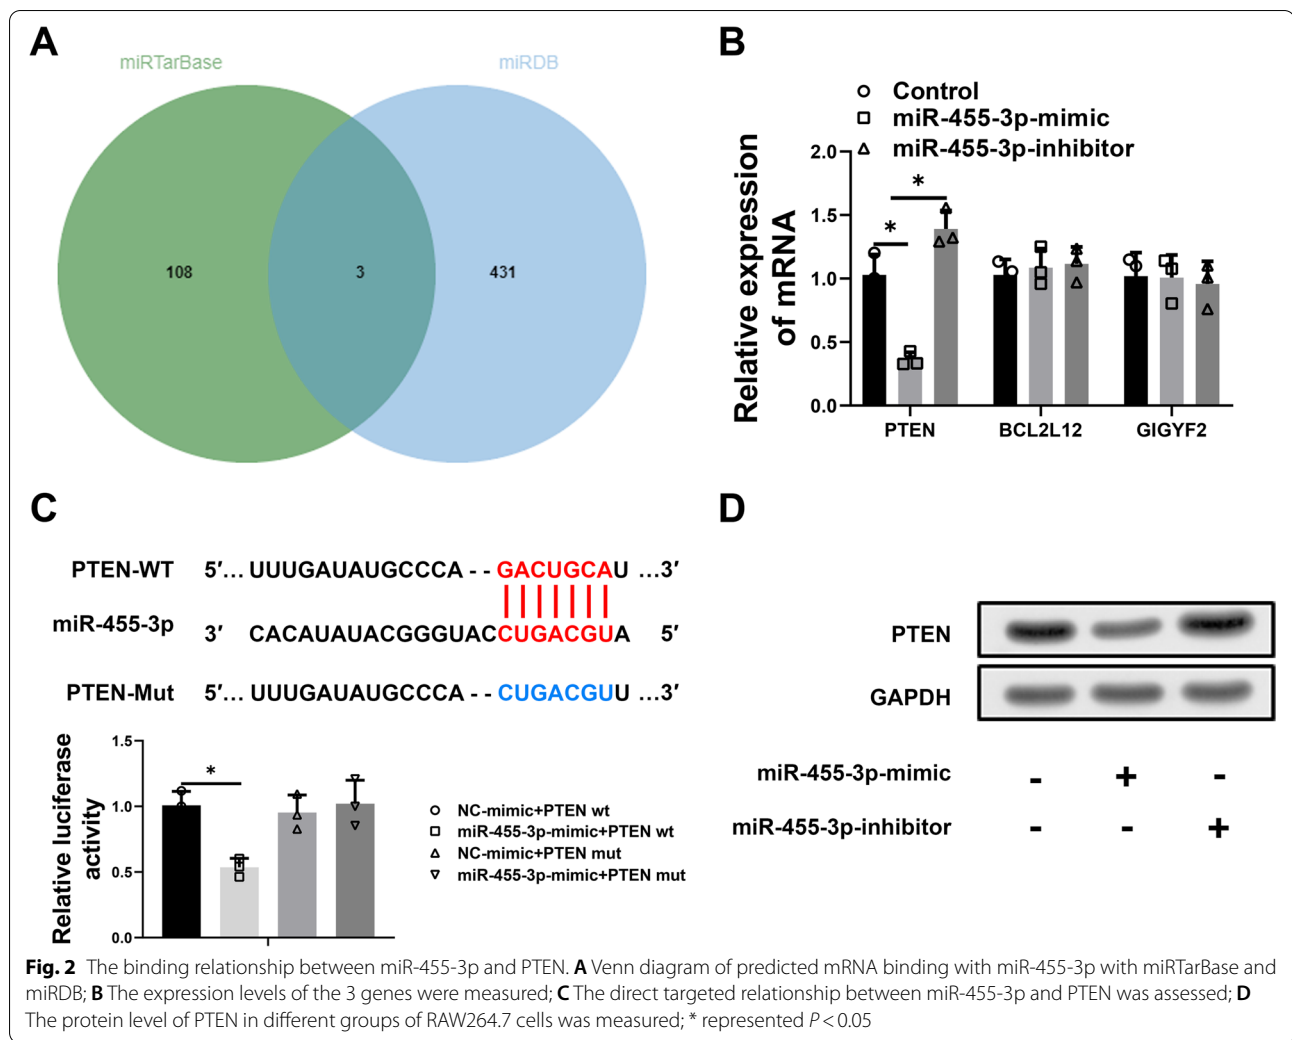 A
miRTarBase
miRDB
108
3
431
B
Control
miR-455-3p-mimic
miR-455-3p-inhibitor
Relative expression
of mRNA
2.0
1.5
1.0
0.5
0.0
*
*
PTEN
BCL2L12
GIGYF2
C
PTEN-WT 5′... UUUGAUAUGCCCA - - GACUGCAU ...3′
miR-455-3p 3′ CACAUAUACGGGUACCUGACGUA 5′
PTEN-Mut 5′... UUUGAUAUGCCCA - - CUGACGUU ...3′
Relative luciferase
activity
1.5
1.0
0.5
0.0
*
NC-mimic+PTEN wt
miR-455-3p-mimic+PTEN wt
NC-mimic+PTEN mut
miR-455-3p-mimic+PTEN mut
D
PTEN
GAPDH
miR-455-3p-mimic - + -
miR-455-3p-inhibitor - - +
Fig. 2 The binding relationship between miR-455-3p and PTEN. A Venn diagram of predicted mRNA binding with miR-455-3p with miRTarBase and
miRDB; B The expression levels of the 3 genes were measured; C The direct targeted relationship between miR-455-3p and PTEN was assessed; D
The protein level of PTEN in different groups of RAW264.7 cells was measured; * represented P < 0.05